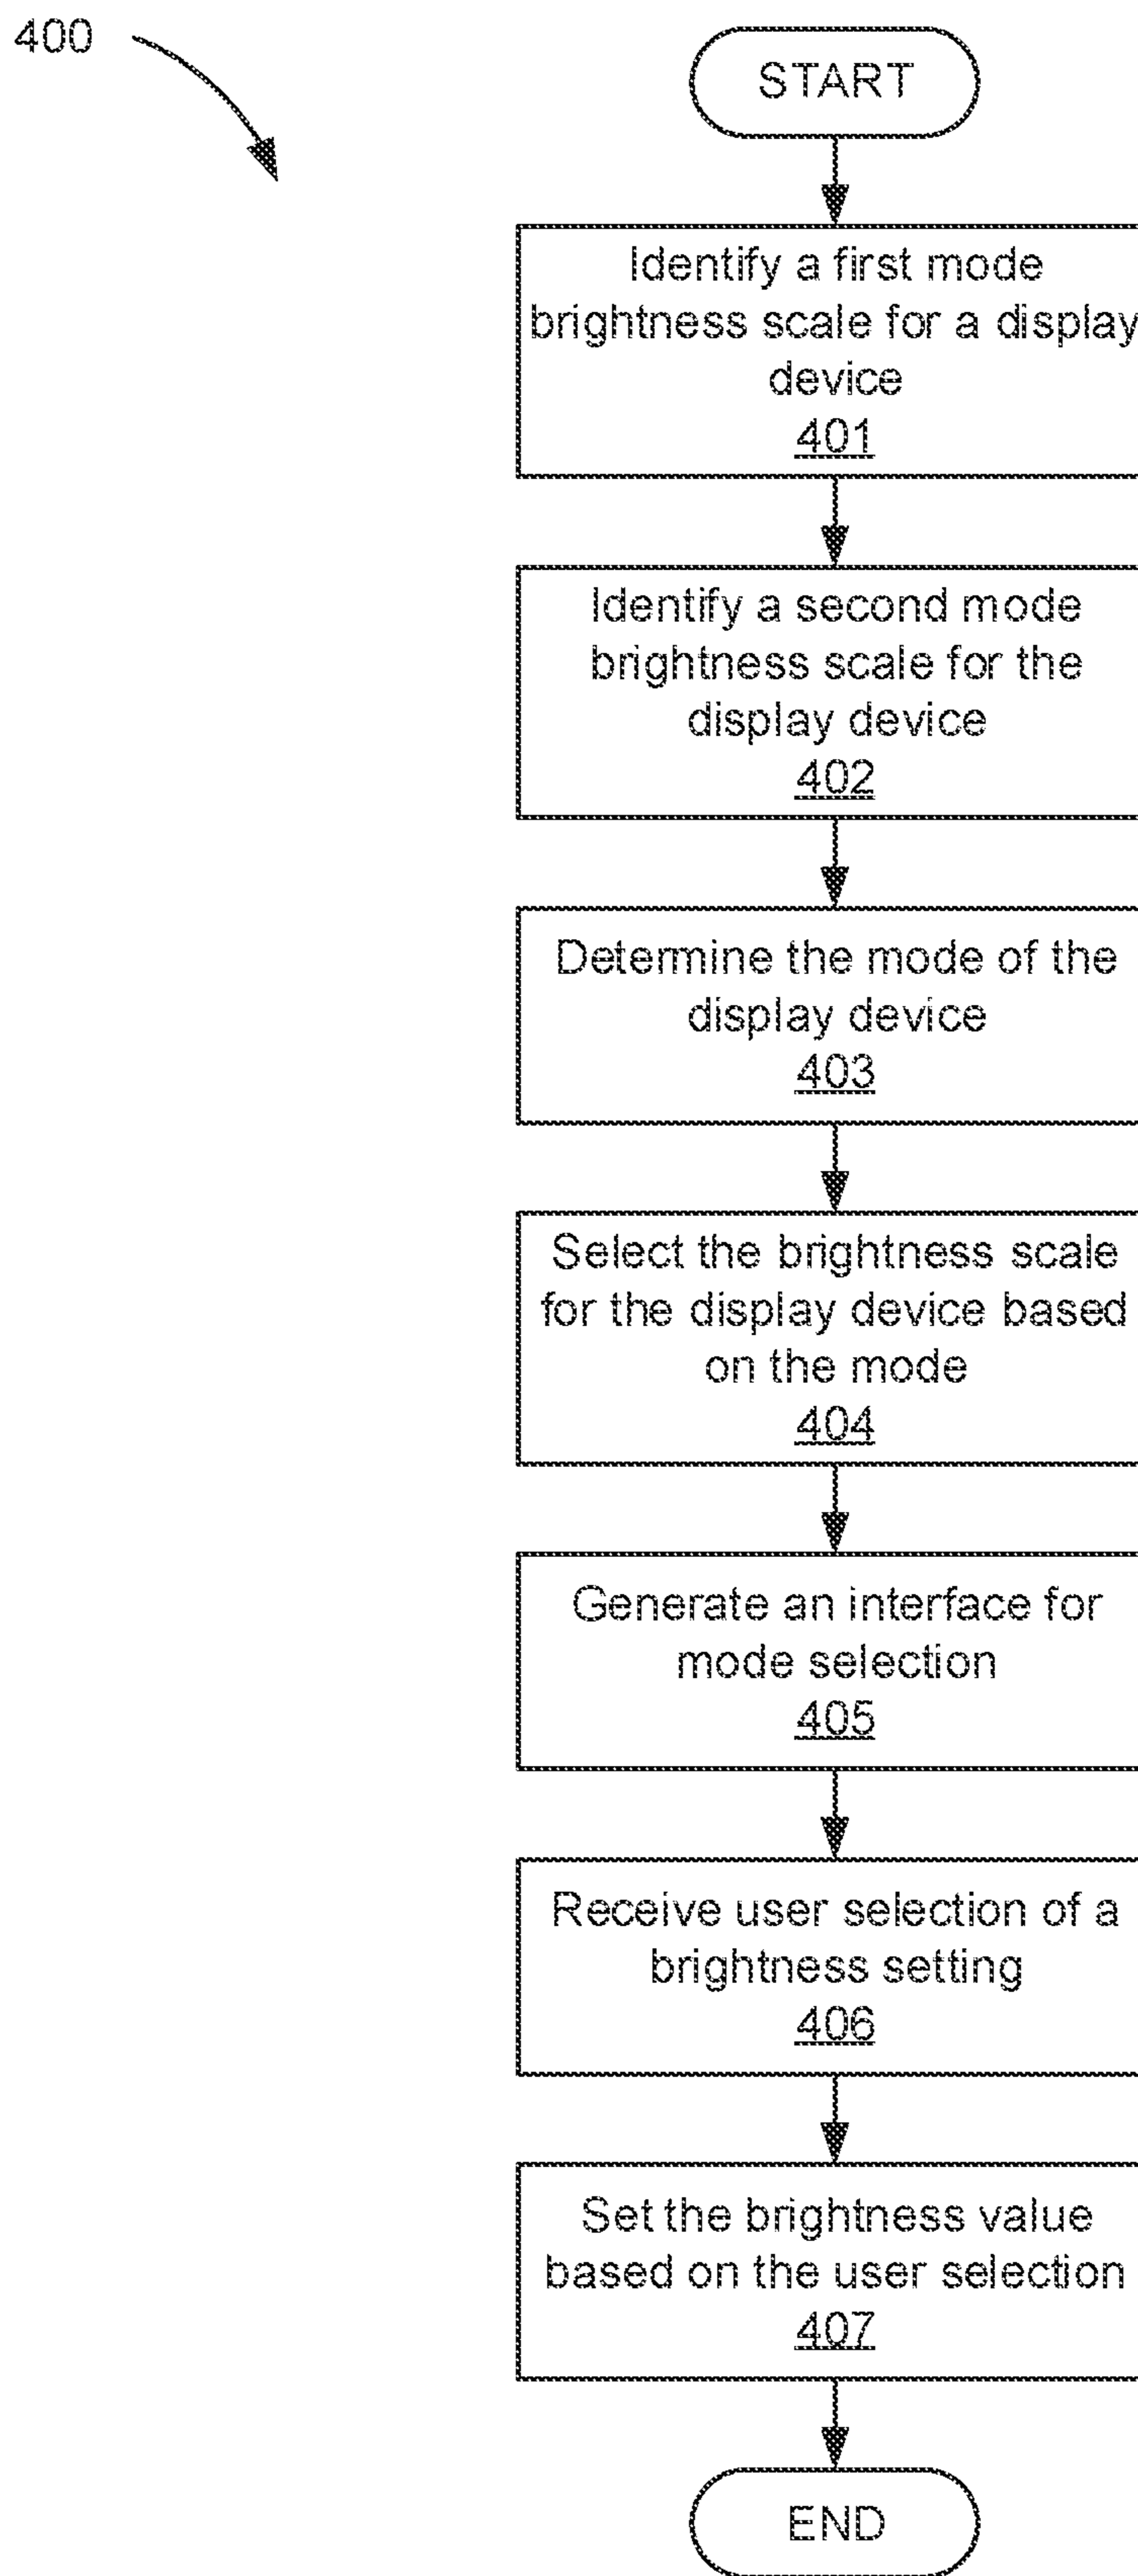 400
START
Identify a first mode
brightness scale for a display
device
401
Identify a second mode
brightness scale for the
display device
402
Determine the mode of the
display device
403
Select the brightness scale
for the display device based
on the mode
404
Generate an interface for
mode selection
405
Receive user selection of a
brightness setting
406
Set the brightness value
based on the user selection
407
END